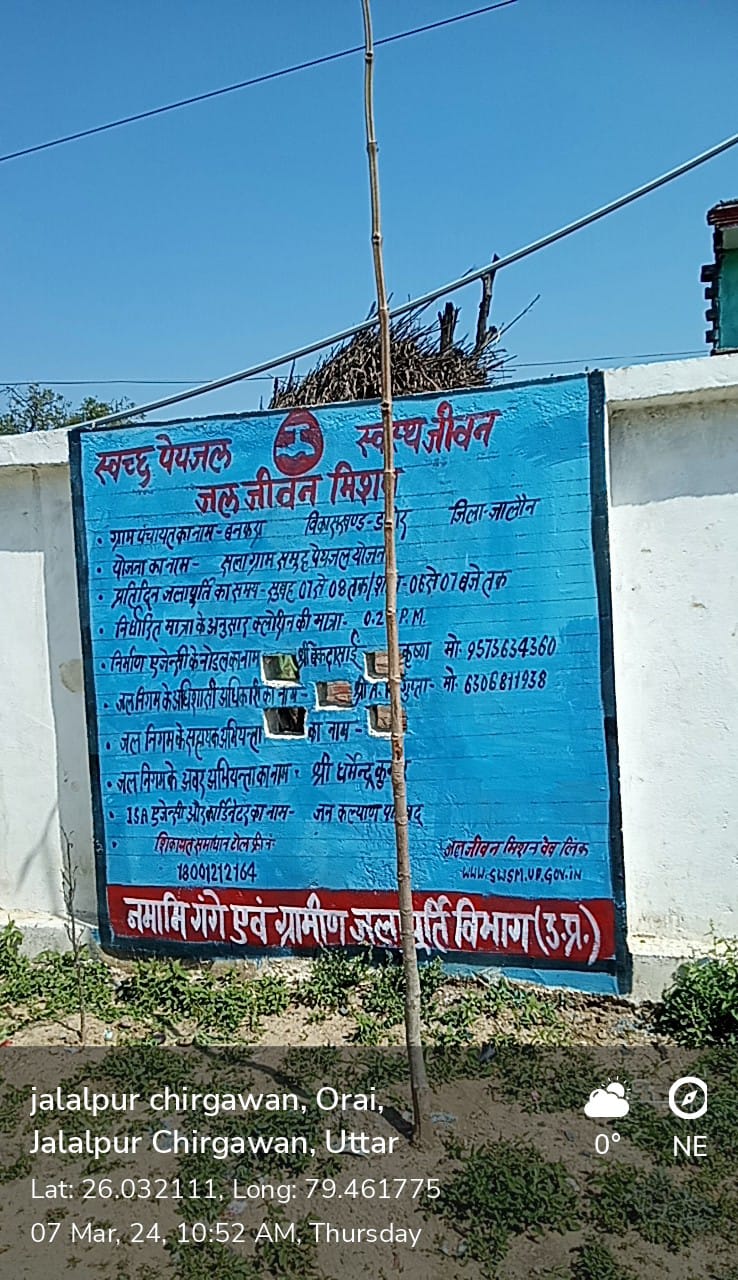 स्वच्छ पेयजल स्वस्थ जीवन
जल जीवन मिशन
• ग्राम पंचायत का नाम - विकासखण्ड - जिला - जालौन
• योजना का नाम - सला ग्राम समूह पेयजल योजना
• प्रतिदिन जलापूर्ति का समय - सुबह 07 से 08 तक/ - 06 से 07 बजे तक
• निर्धारित मात्रा के अनुसार क्लोरीन की मात्रा - 0.2 P.M.
• निर्माण एजेन्सी के नोडल का नाम श्री कृष्णा मो: 9573634360
• जल निगम के अधिशासी अधिकारी का नाम - श्री A. गुप्ता - मो: 6306811938
• जल निगम के सहायक अभियन्ता का नाम -
• जल निगम के अवर अभियन्ता का नाम - श्री धर्मेन्द्र कुमार
• ISA एजेन्सी और कार्डिनेटर का नाम - जन कल्याण
• शिकायत समाधान टोल फ्री नं: जल जीवन मिशन वेव लिंक
18001212164 WWW.SWSM.UP.GOV.IN
नमामि गंगे एवं ग्रामीण जलापूर्ति विभाग (उ.प्र.)
jalalpur chirgawan, Orai,
Jalalpur Chirgawan, Uttar
0° NE
Lat: 26.032111, Long: 79.461775
07 Mar, 24, 10:52 AM, Thursday